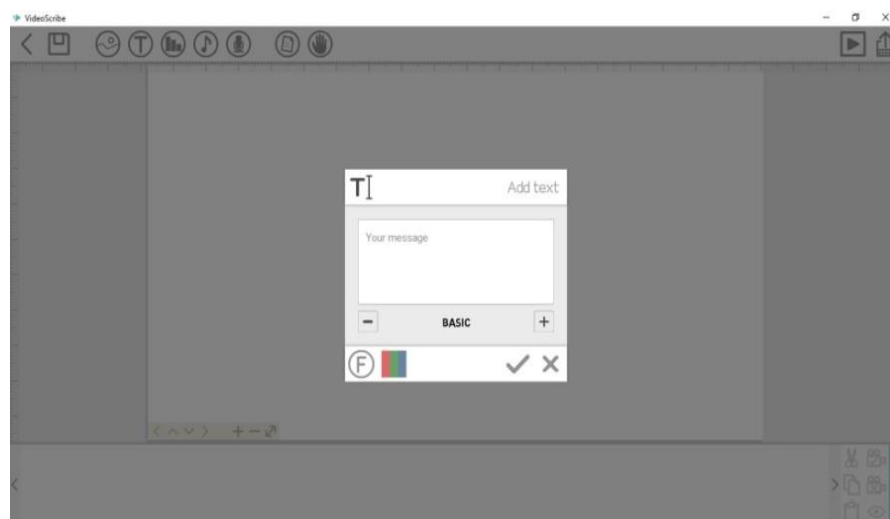 VideoScribe
T
T Add text
Your message
BASIC
F